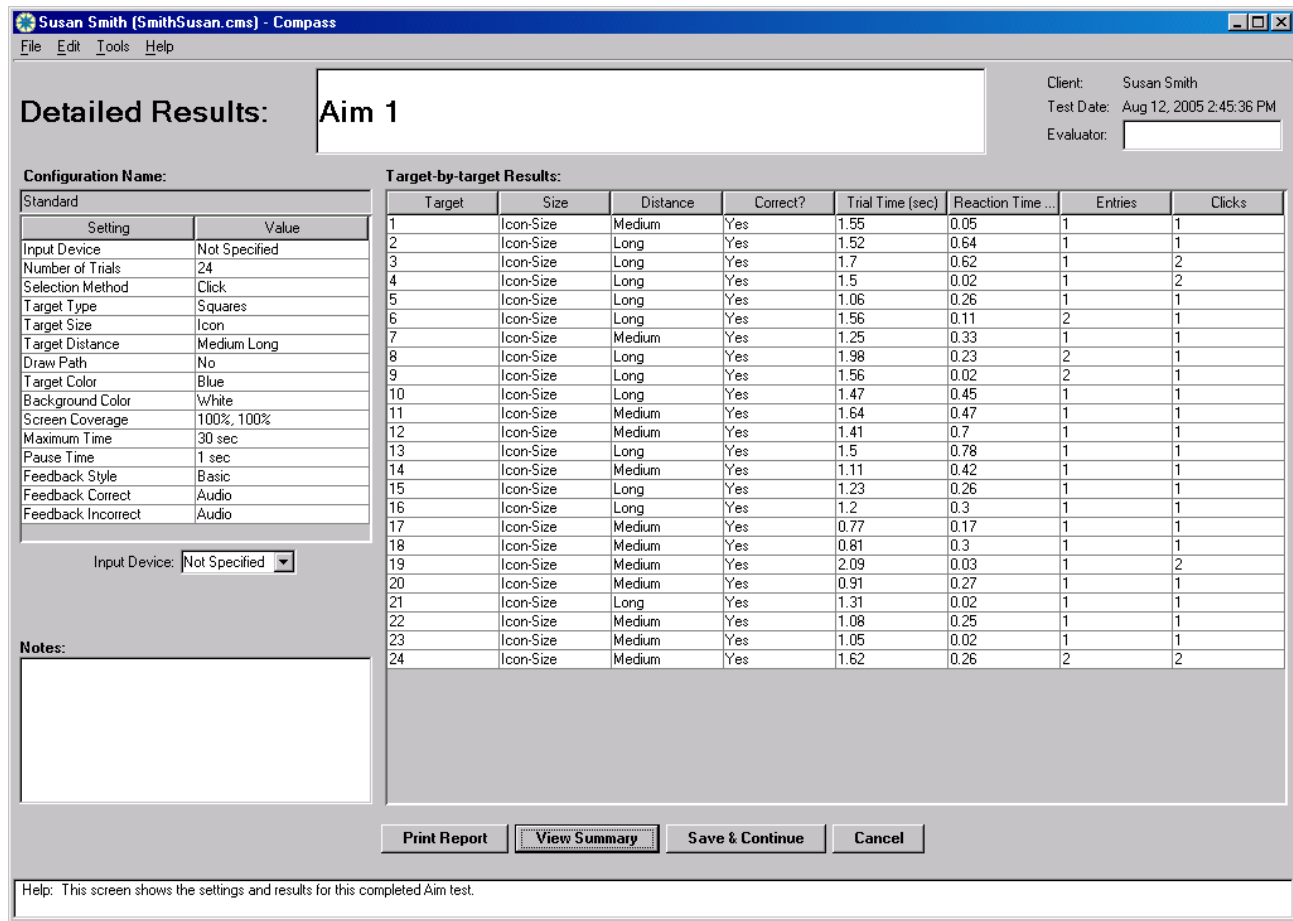 Susan Smith (SmithSusan.cms) - Compass
File Edit Tools Help
Detailed Results:
Aim 1
Client: Susan Smith
Test Date: Aug 12, 2005 2:45:36 PM
Evaluator:
Configuration Name:
Standard
Setting Value
Input Device Not Specified
Number of Trials 24
Selection Method Click
Target Type Squares
Target Size Icon
Target Distance Medium Long
Draw Path No
Target Color Blue
Background Color White
Screen Coverage 100%, 100%
Maximum Time 30 sec
Pause Time 1 sec
Feedback Style Basic
Feedback Correct Audio
Feedback Incorrect Audio
Input Device: Not Specified
Notes:
Target-by-target Results:
Target Size Distance Correct? Trial Time (sec) Reaction Time ... Entries Clicks
1 Icon-Size Medium Yes 1.55 0.05 1 1
2 Icon-Size Long Yes 1.52 0.64 1 1
3 Icon-Size Long Yes 1.7 0.62 1 2
4 Icon-Size Long Yes 1.5 0.02 1 2
5 Icon-Size Long Yes 1.06 0.26 1 1
6 Icon-Size Long Yes 1.56 0.11 2 1
7 Icon-Size Medium Yes 1.25 0.33 1 1
8 Icon-Size Long Yes 1.98 0.23 2 1
9 Icon-Size Long Yes 1.56 0.02 2 1
10 Icon-Size Long Yes 1.47 0.45 1 1
11 Icon-Size Medium Yes 1.64 0.47 1 1
12 Icon-Size Medium Yes 1.41 0.7 1 1
13 Icon-Size Long Yes 1.5 0.78 1 1
14 Icon-Size Medium Yes 1.11 0.42 1 1
15 Icon-Size Long Yes 1.23 0.26 1 1
16 Icon-Size Long Yes 1.2 0.3 1 1
17 Icon-Size Medium Yes 0.77 0.17 1 1
18 Icon-Size Medium Yes 0.81 0.3 1 1
19 Icon-Size Medium Yes 2.09 0.03 1 2
20 Icon-Size Medium Yes 0.91 0.27 1 1
21 Icon-Size Long Yes 1.31 0.02 1 1
22 Icon-Size Medium Yes 1.08 0.25 1 1
23 Icon-Size Medium Yes 1.05 0.02 1 1
24 Icon-Size Medium Yes 1.62 0.26 2 2
Print Report View Summary Save & Continue Cancel
Help: This screen shows the settings and results for this completed Aim test.